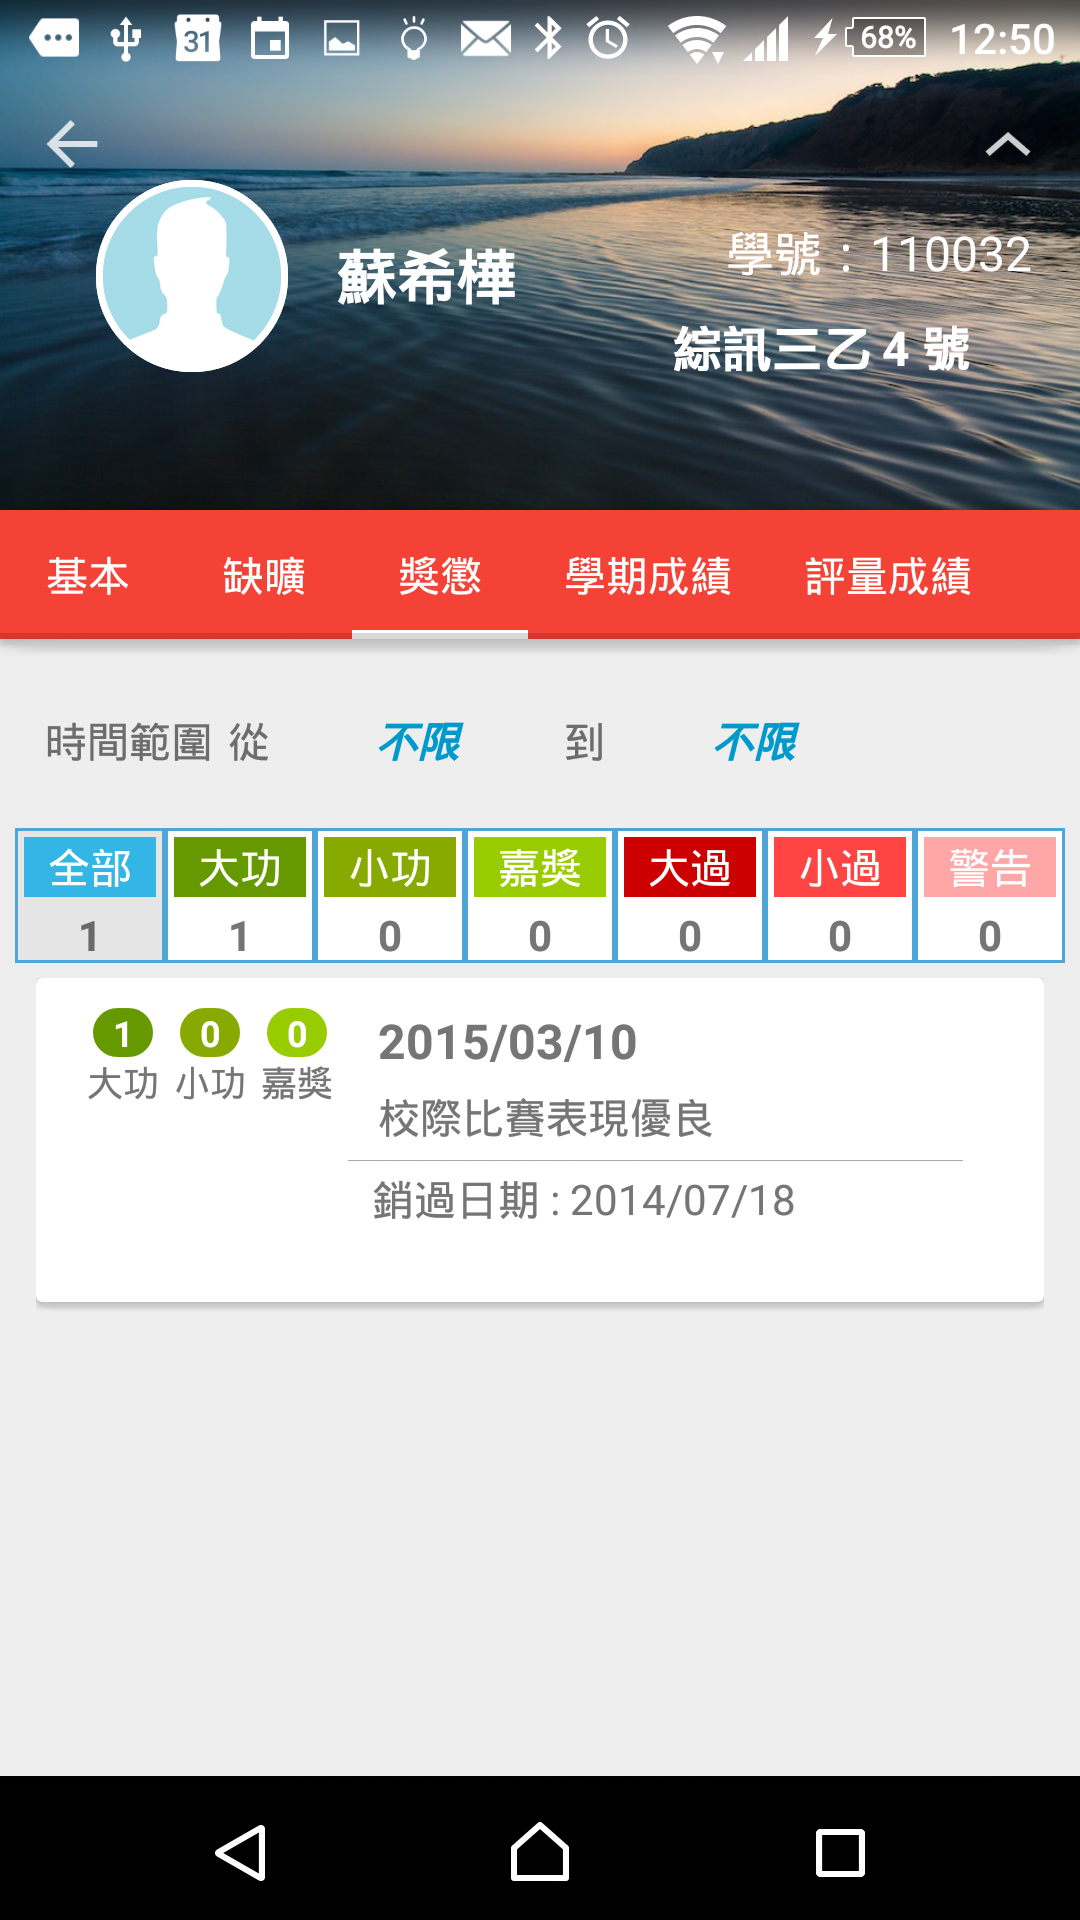 31 68% 12:50
學號：110032
蘇希樺
綜訊三乙 4 號
基本 缺曠 獎懲 學期成績 評量成績
時間範圍 從 不限 到 不限
全部 大功 小功 嘉獎 大過 小過 警告
1 1 0 0 0 0 0
1 0 0 2015/03/10
大功 小功 嘉獎
校際比賽表現優良
銷過日期 : 2014/07/18